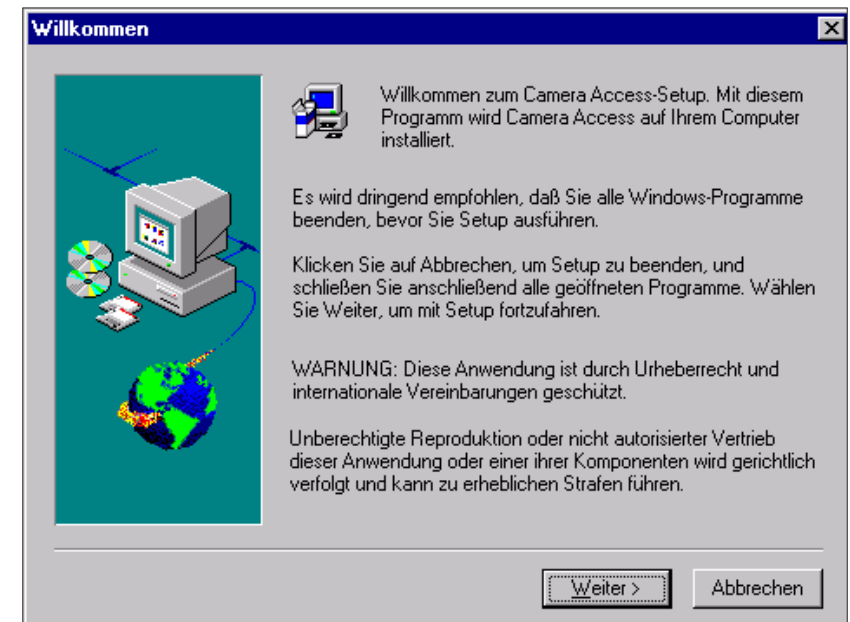 Willkommen
Willkommen zum Camera Access-Setup. Mit diesem
Programm wird Camera Access auf Ihrem Computer
installiert.
Es wird dringend empfohlen, daß Sie alle Windows-Programme
beenden, bevor Sie Setup ausführen.
Klicken Sie auf Abbrechen, um Setup zu beenden, und
schließen Sie anschließend alle geöffneten Programme. Wählen
Sie Weiter, um mit Setup fortzufahren.
WARNUNG: Diese Anwendung ist durch Urheberrecht und
internationale Vereinbarungen geschützt.
Unberechtigte Reproduktion oder nicht autorisierter Vertrieb
dieser Anwendung oder einer ihrer Komponenten wird gerichtlich
verfolgt und kann zu erheblichen Strafen führen.
Weiter >
Abbrechen